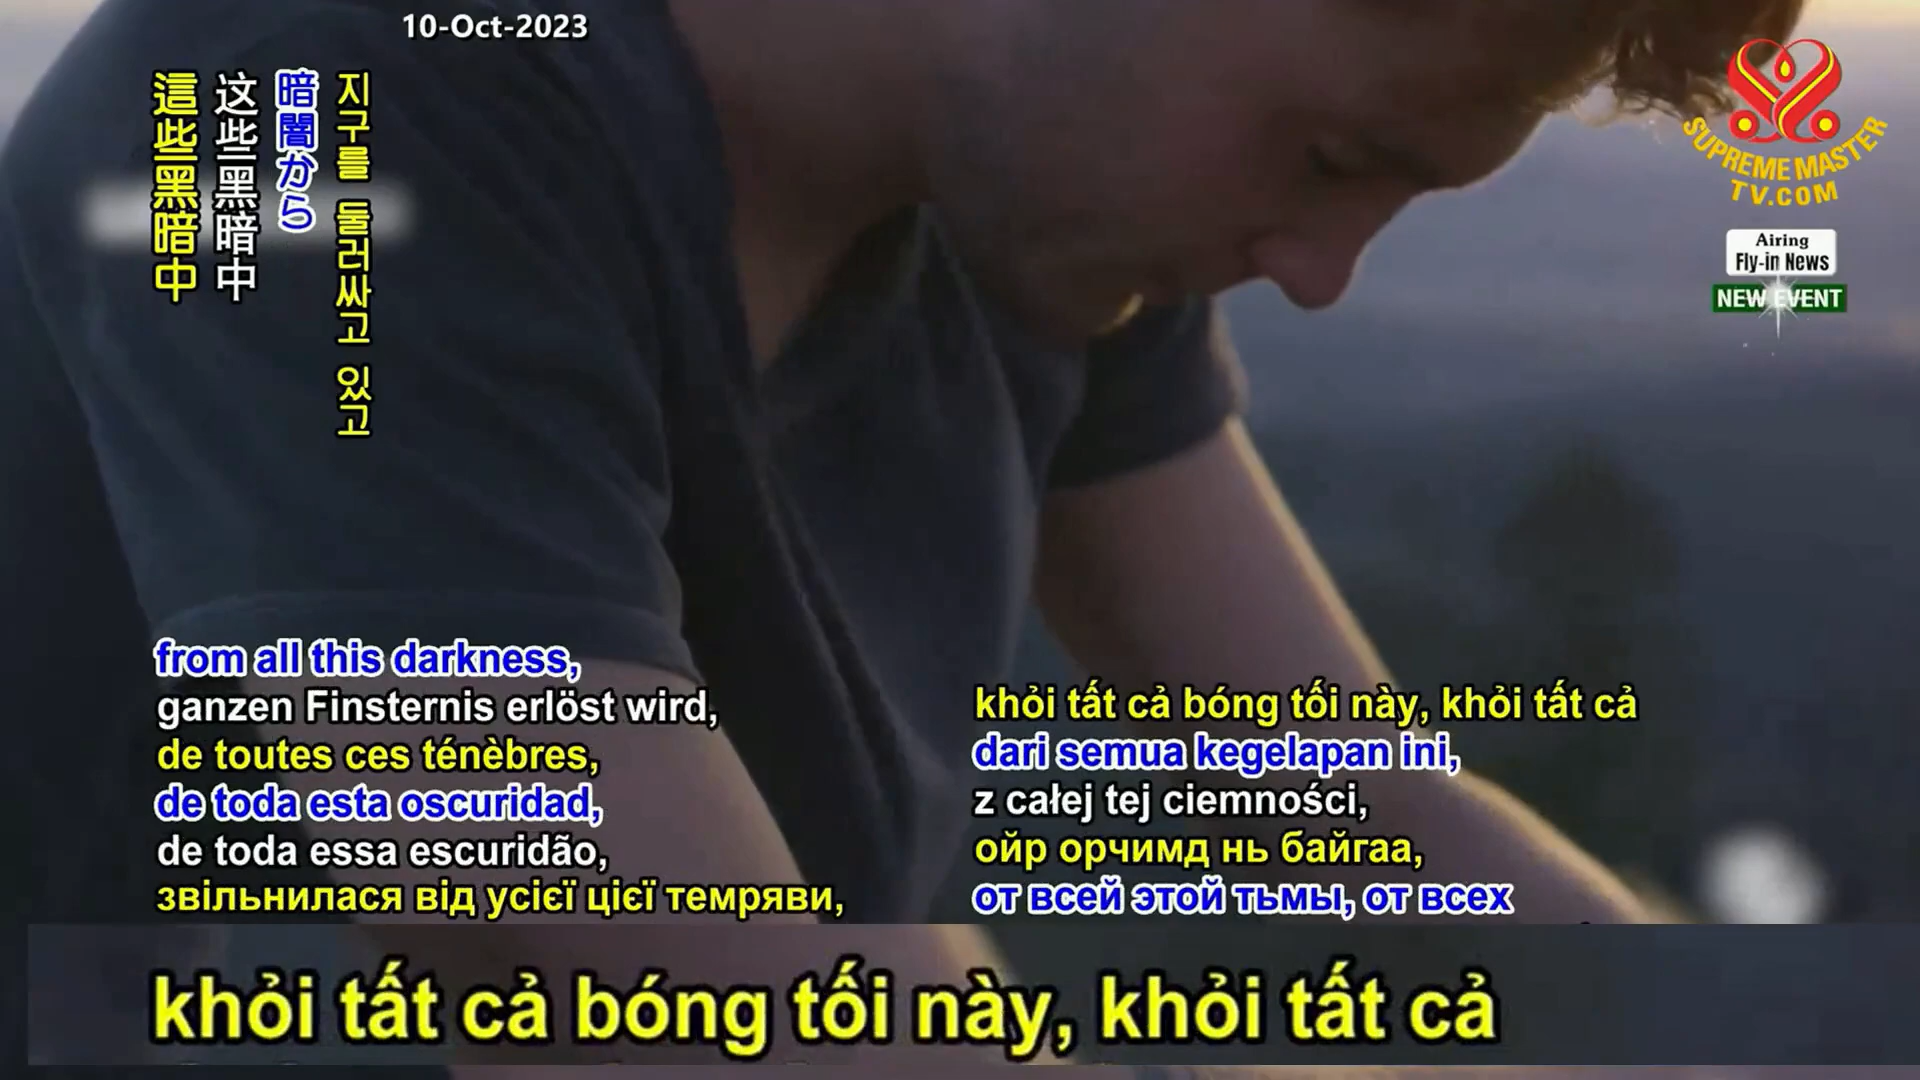 10-Oct-2023
這些黑暗中
这些黑暗中
暗闇から
지구를 둘러싸고 있고
SUPREME MASTER
TV.COM
Airing
Fly-in News
NEW EVENT
from all this darkness,
ganzen Finsternis erlöst wird,
de toutes ces ténèbres,
de toda esta oscuridad,
de toda essa escuridão,
звільнилася від усієї цієї темряви,
khỏi tất cả bóng tối này, khỏi tất cả
dari semua kegelapan ini,
z całej tej ciemności,
ойр орчимд нь байгаа,
от всей этой тьмы, от всех
khỏi tất cả bóng tối này, khỏi tất cả